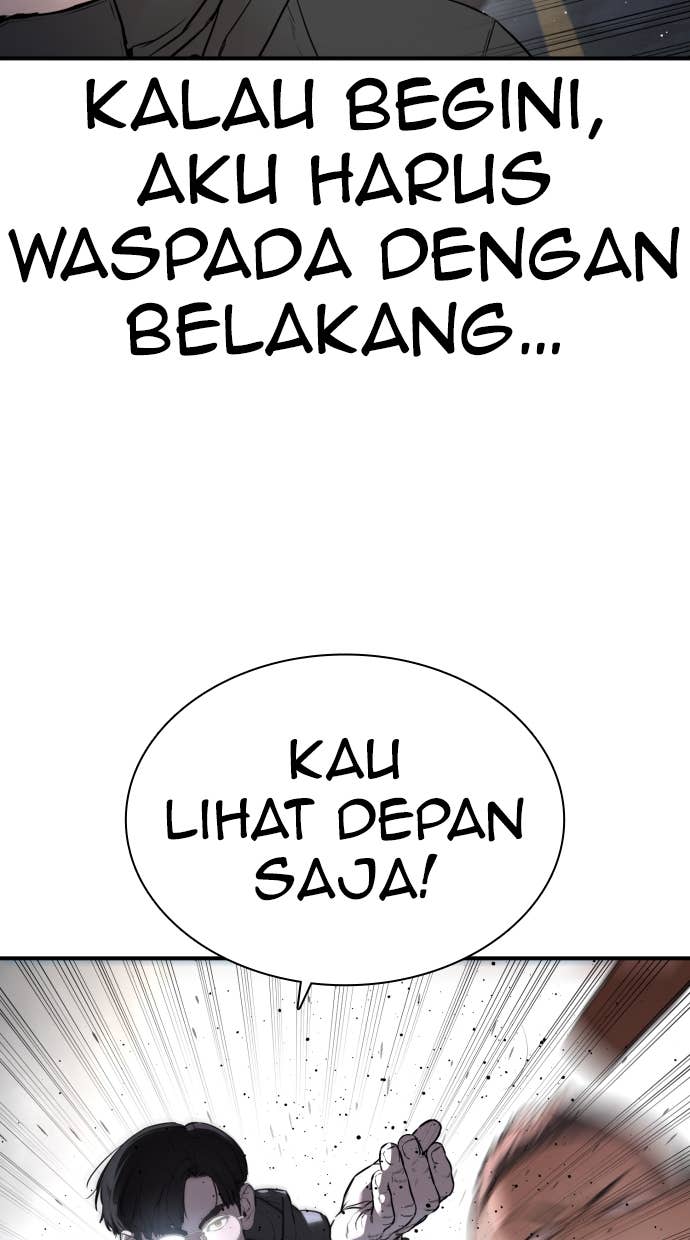 KALAU BEGINI,
AKU HARUS
WASPADA DENGAN
BELAKANG...
KAU
LIHAT DEPAN
SAJA!